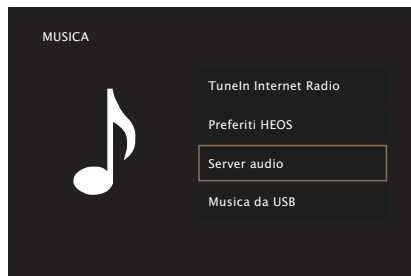 MUSICA
TuneIn Internet Radio
Preferiti HEOS
Server audio
Musica da USB